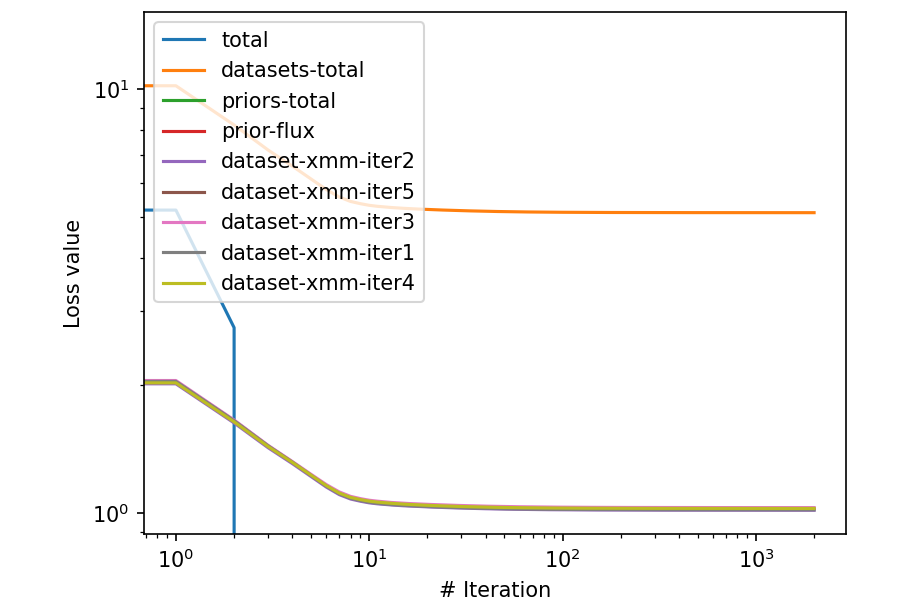 total
datasets-total
priors-total
prior-flux
dataset-xmm-iter2
dataset-xmm-iter5
dataset-xmm-iter3
dataset-xmm-iter1
dataset-xmm-iter4
10¹
10⁰
Loss value
10⁰ 10¹ 10² 10³
# Iteration